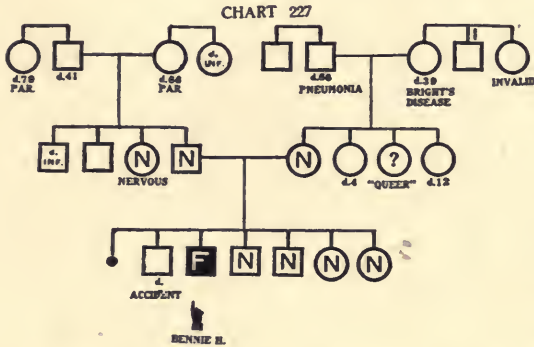 CHART 227
d.79 d.41 d.66 d. INF. d.66 d.39 INVALID
PAR. PAR PNEUMONIA BRIGHT'S
DISEASE
d. INF. N N N d.4 ? d.12
NERVOUS "QUEER"
F N N N N
d.
ACCIDENT
BENNIE H.